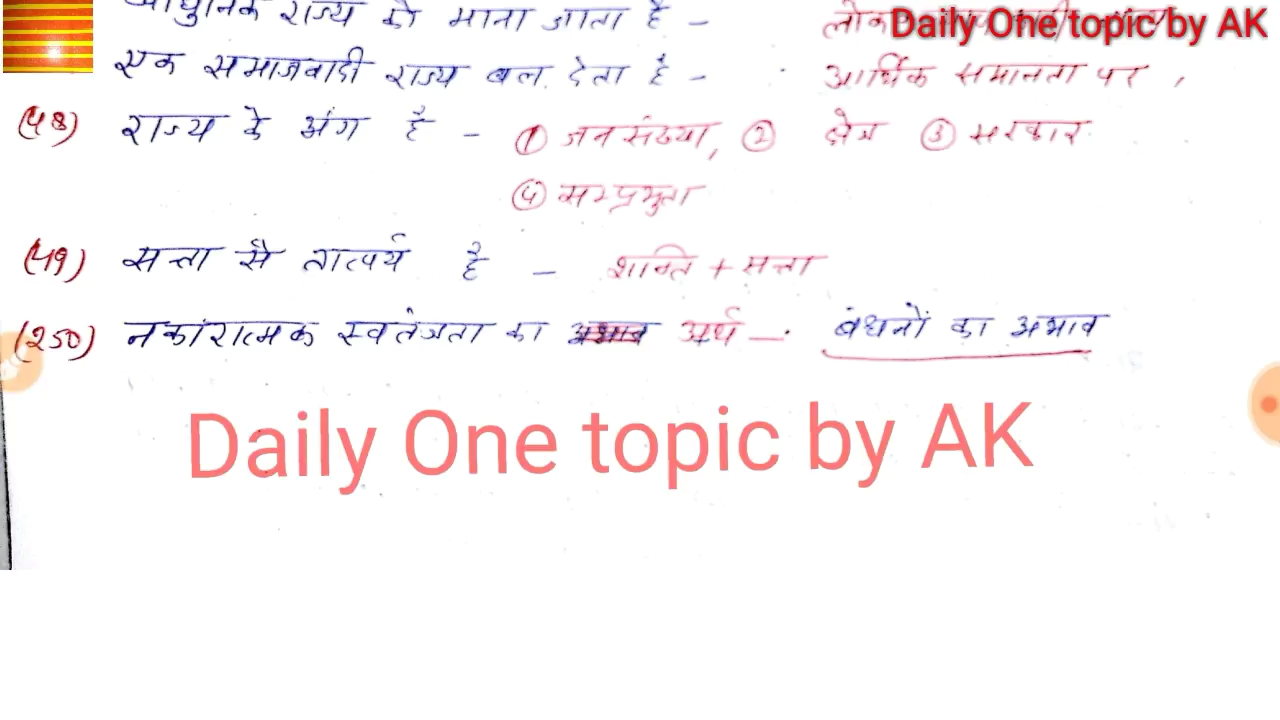 आधुनिक राज्य को माना जाता है -
Daily One topic by AK
एक समाजवादी राज्य बल देता है - आर्थिक समानता पर,
(48) राज्य के अंग है - ① जनसंख्या, ② क्षेत्र ③ सरकार
④ सम्प्रभुता
(49) सत्ता से तात्पर्य है - शक्ति + सत्ता
(250) नकारात्मक स्वतंत्रता का अर्थ - बंधनों का अभाव
Daily One topic by AK